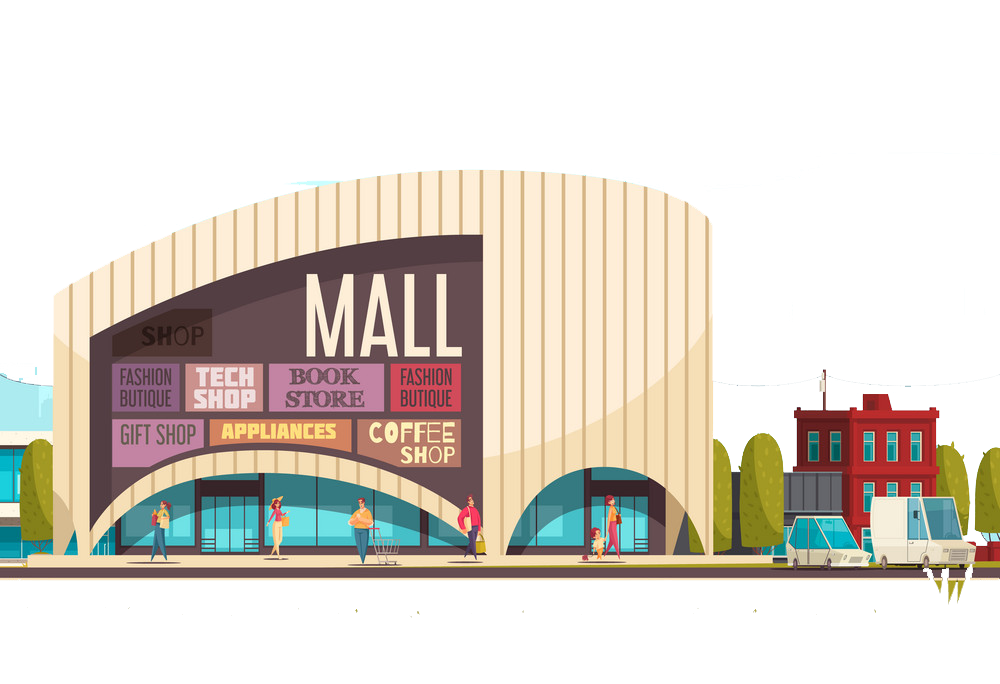 MALL
SHOP
FASHION
BUTIQUE
TECH
SHOP
BOOK
STORE
FASHION
BUTIQUE
GIFT SHOP
APPLIANCES
COFFEE
SHOP